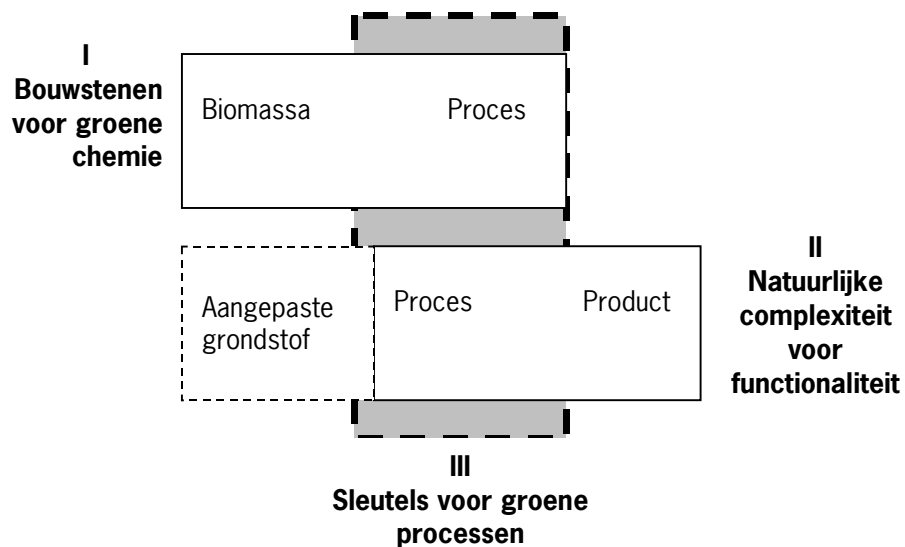 I
Bouwstenen
voor groene
chemie
Biomassa
Proces
Aangepaste
grondstof
Proces
Product
II
Natuurlijke
complexiteit
voor
functionaliteit
III
Sleutels voor groene
processen